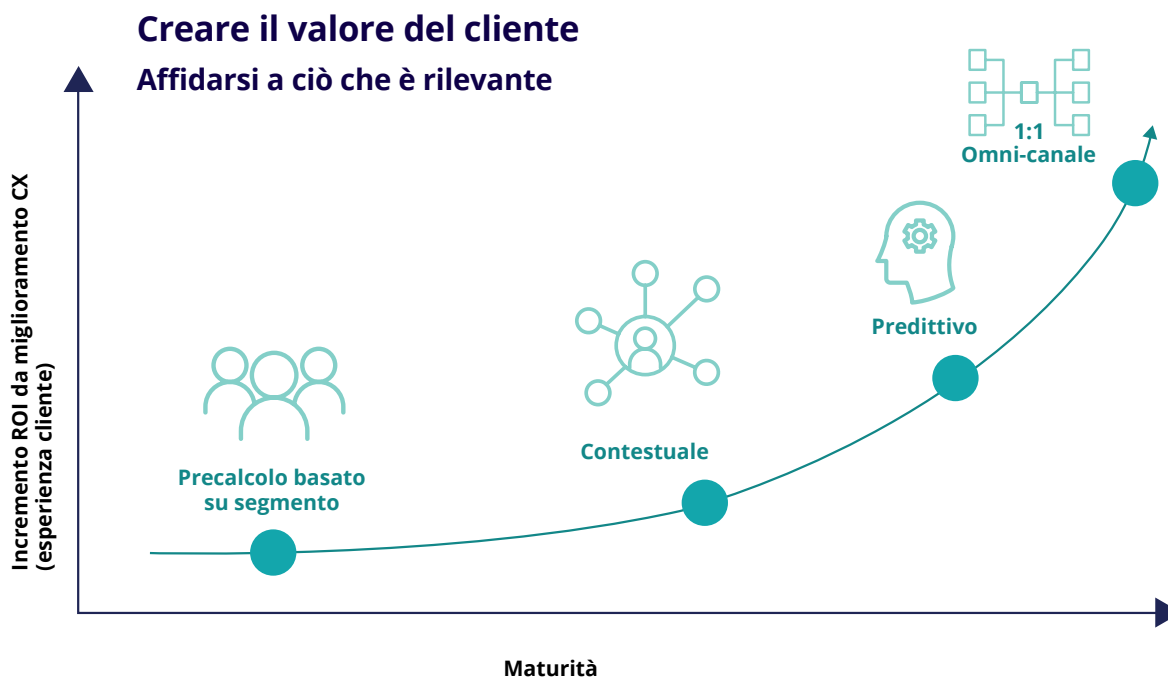 Creare il valore del cliente
Affidarsi a ciò che è rilevante
1:1
Omni-canale
Predittivo
Contestuale
Precalcolo basato
su segmento
Incremento ROI da miglioramento CX
(esperienza cliente)
Maturità